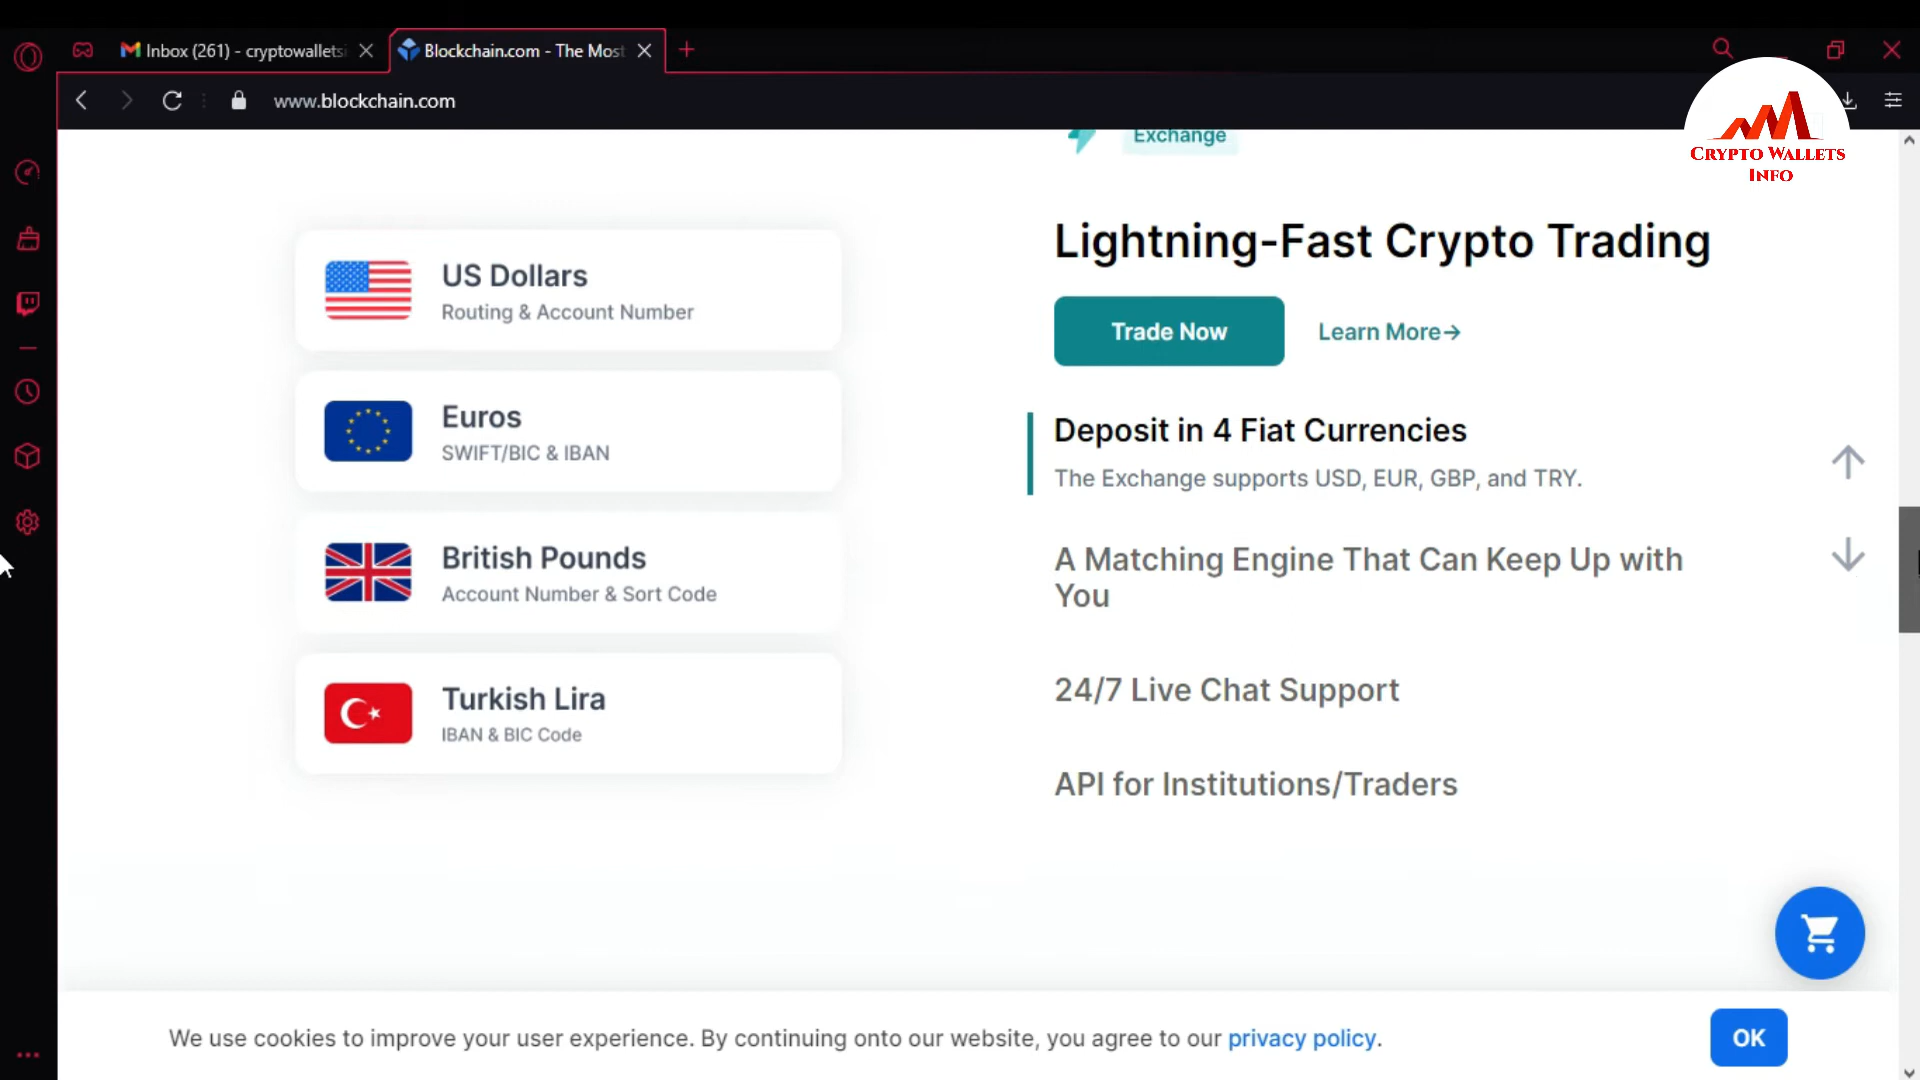 Inbox (261) - cryptowallets
Blockchain.com - The Most
www.blockchain.com
CRYPTO WALLETS
INFO
Exchange
US Dollars
Routing & Account Number
Euros
SWIFT/BIC & IBAN
British Pounds
Account Number & Sort Code
Turkish Lira
IBAN & BIC Code
Lightning-Fast Crypto Trading
Trade Now
Learn More→
Deposit in 4 Fiat Currencies
The Exchange supports USD, EUR, GBP, and TRY.
A Matching Engine That Can Keep Up with
You
24/7 Live Chat Support
API for Institutions/Traders
We use cookies to improve your user experience. By continuing onto our website, you agree to our privacy policy.
OK